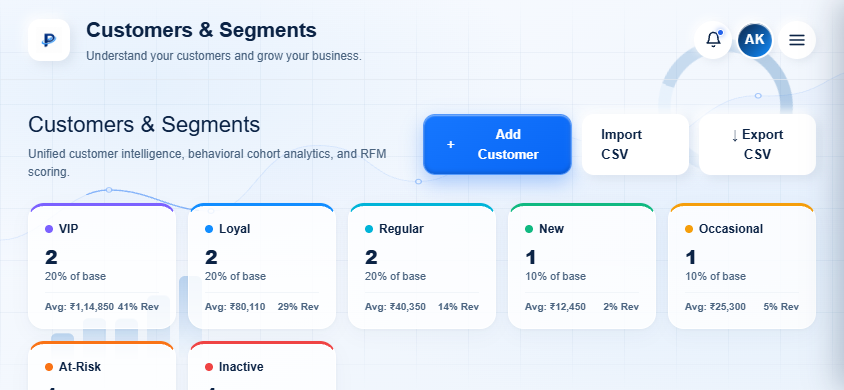 P
Customers & Segments
Understand your customers and grow your business.
AK
Customers & Segments
Unified customer intelligence, behavioral cohort analytics, and RFM
scoring.
+ Add
Customer
Import
CSV
↓ Export
CSV
VIP
2
20% of base
Avg: ₹1,14,850 41% Rev
Loyal
2
20% of base
Avg: ₹80,110 29% Rev
Regular
2
20% of base
Avg: ₹40,350 14% Rev
New
1
10% of base
Avg: ₹12,450 2% Rev
Occasional
1
10% of base
Avg: ₹25,300 5% Rev
At-Risk
Inactive